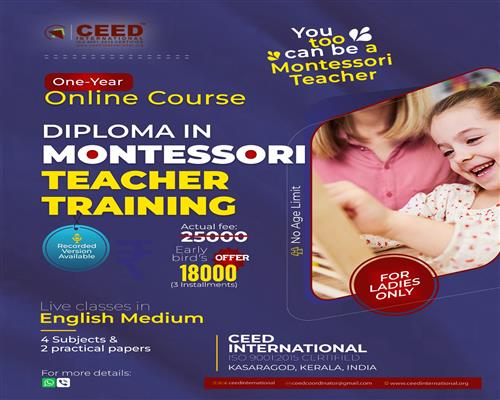 CEED™
INTERNATIONAL
You
too
can be a
Montessori
Teacher
One-Year
Online Course
DIPLOMA IN
MONTESSORI
TEACHER
TRAINING
Recorded
Version
Available
Actual fee:
25000
Early
bird's OFFER
18000
(3 Installments)
No Age Limit
FOR
LADIES
ONLY
Live classes in
English Medium
4 Subjects &
2 practical papers
For more details:
CEED
INTERNATIONAL
ISO 9001:2015 CERTIFIED
KASARAGOD, KERALA, INDIA
ceedinternational
ceedcoordinator@gmail.com
www.ceedinternational.org